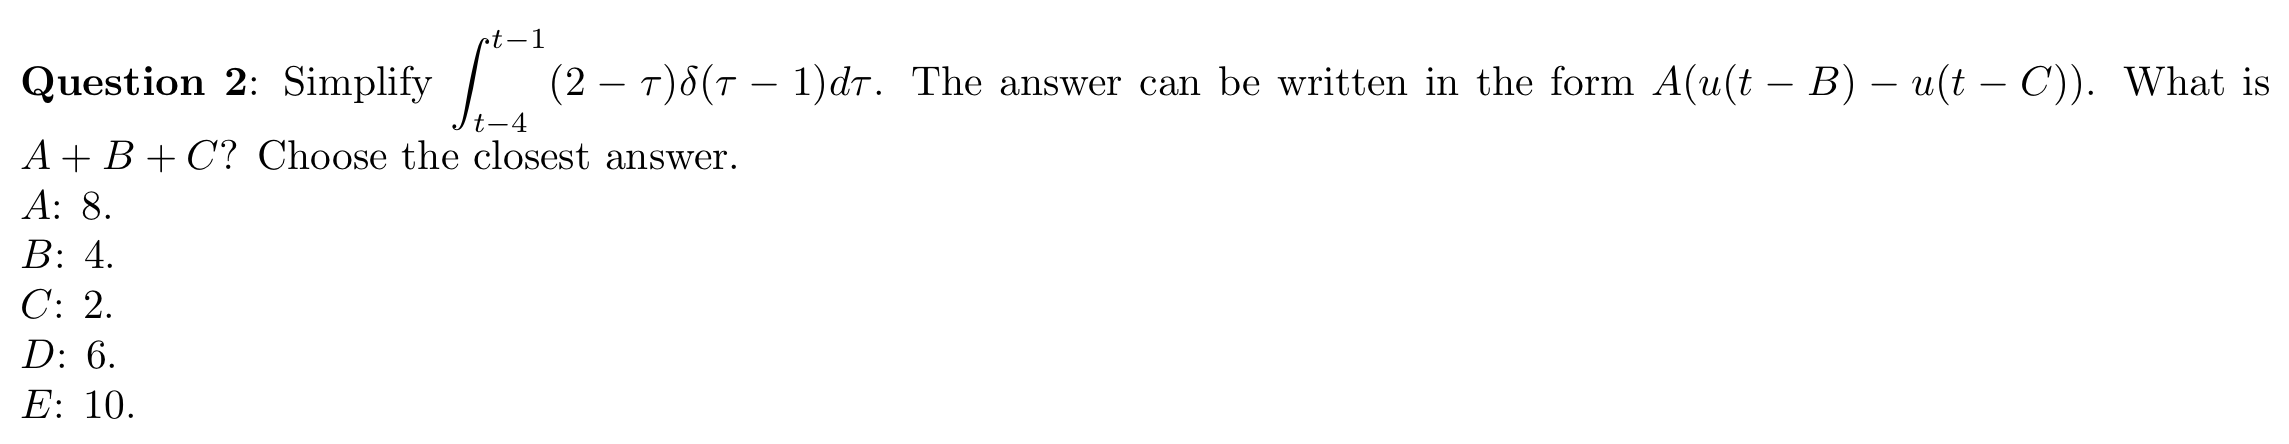 Question 2: Simplify $\int_{t-4}^{t-1} (2 - \tau)\delta(\tau - 1)d\tau$. The answer can be written in the form $A(u(t - B) - u(t - C))$. What is
$A + B + C$? Choose the closest answer.
A: 8.
B: 4.
C: 2.
D: 6.
E: 10.